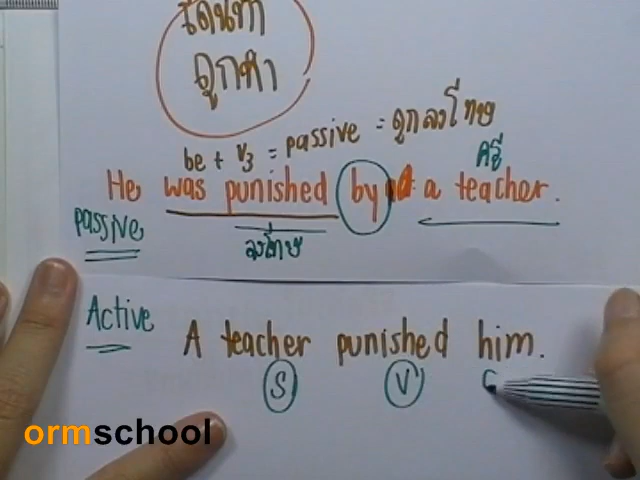 โดนทำ
ถูกทำ
be + V3 = passive = ถูกลงโทษ
ครู
He was punished by a teacher.
passive
ลงโทษ
Active
A teacher punished him.
S V
ormschool